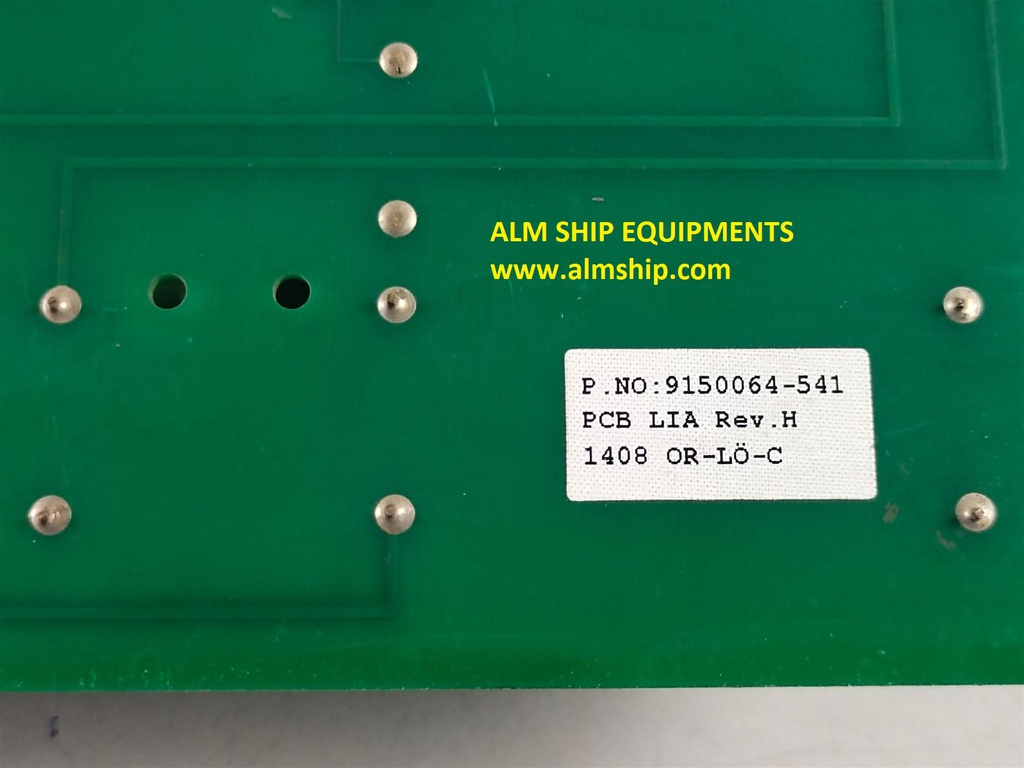 ALM SHIP EQUIPMENTS
www.almship.com
P.NO:9150064-541
PCB LIA Rev.H
1408 OR-LÖ-C